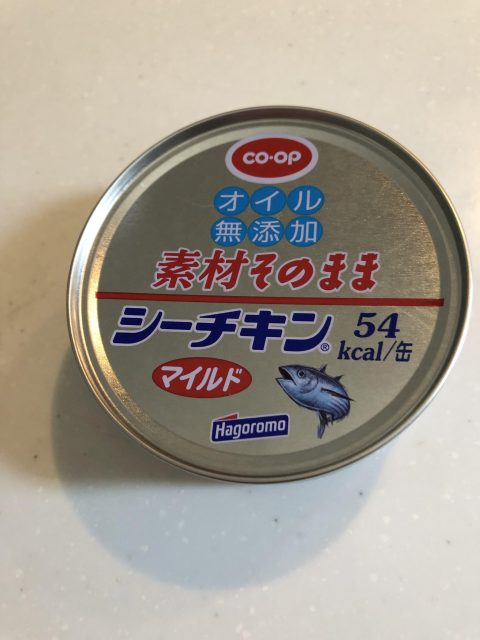 CO·OP
オイル
無添加
素材そのまま
シーチキン®
54
kcal/缶
マイルド
Hagoromo